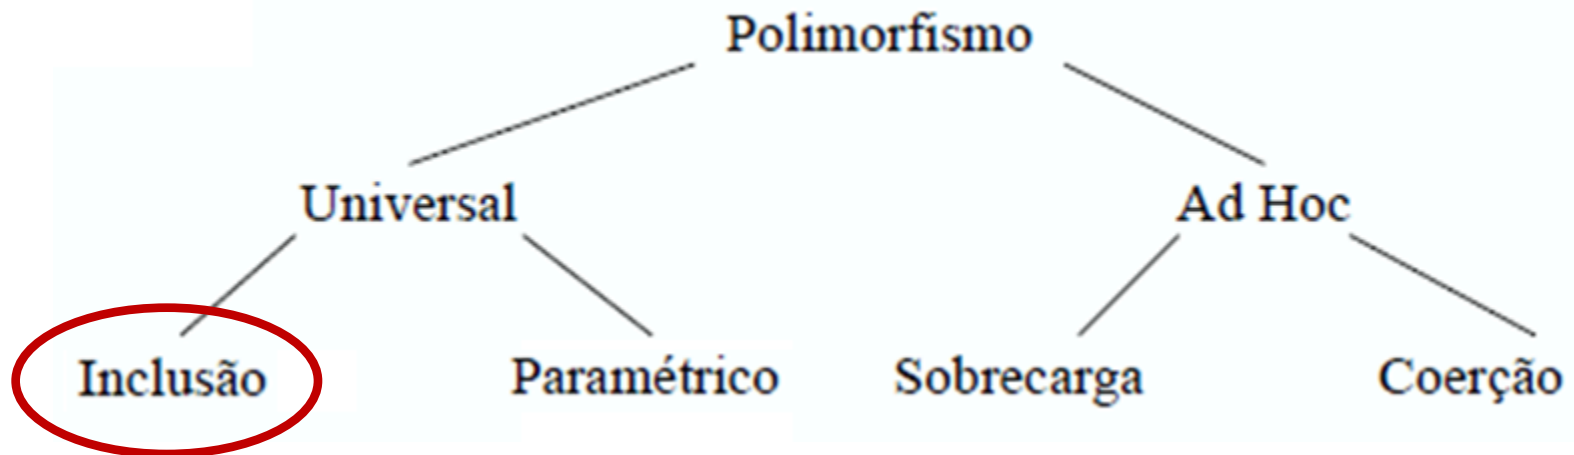 Polimorfismo
Universal Ad Hoc
Inclusão Paramétrico Sobrecarga Coerção